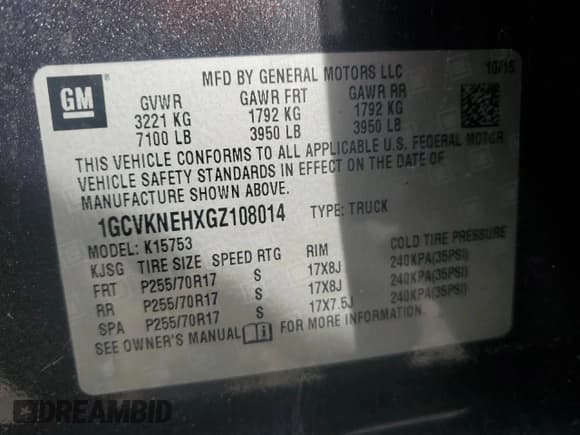 GM
MFD BY GENERAL MOTORS LLC 10/15
GVWR GAWR FRT GAWR RR
3221 KG 1792 KG 1792 KG
7100 LB 3950 LB 3950 LB
THIS VEHICLE CONFORMS TO ALL APPLICABLE U.S. FEDERAL MOTOR
VEHICLE SAFETY STANDARDS IN EFFECT ON THE DATE OF
MANUFACTURE SHOWN ABOVE.
1GCVKNEHXGZ108014 TYPE: TRUCK
MODEL: K15753
KJSG TIRE SIZE SPEED RTG RIM COLD TIRE PRESSURE
FRT P255/70R17 S 17X8J 240KPA(35PSI)
RR P255/70R17 S 17X8J 240KPA(35PSI)
SPA P255/70R17 S 17X7.5J 240KPA(35PSI)
SEE OWNER'S MANUAL FOR MORE INFORMATION
DREAMBID